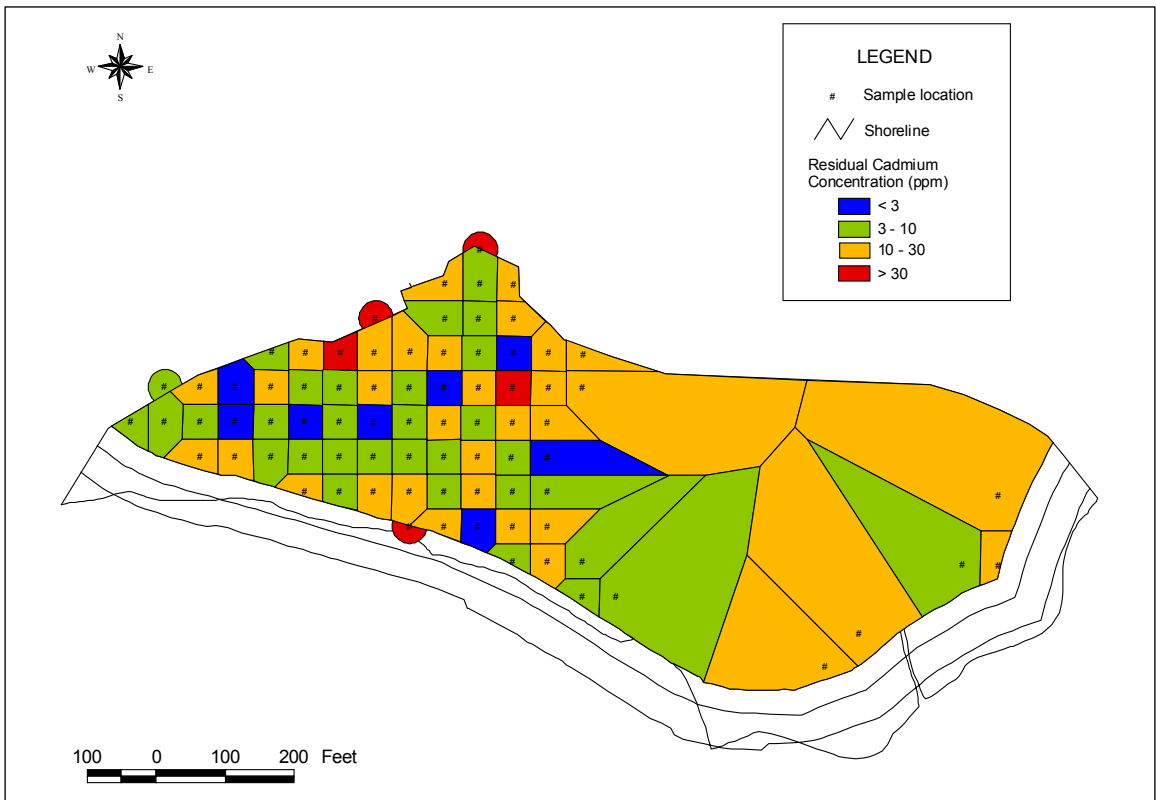 N
W E
S
LEGEND
# Sample location
Shoreline
Residual Cadmium
Concentration (ppm)
< 3
3 - 10
10 - 30
> 30
#
# # #
# # # #
# # # # # # # # # #
# # # # # # # # # # # # #
# # # # # # # # # # # # #
# # # # # # # # # # #
# # # # # # # # #
# # # # #
# # # # #
# #
# #
100 0 100 200 Feet